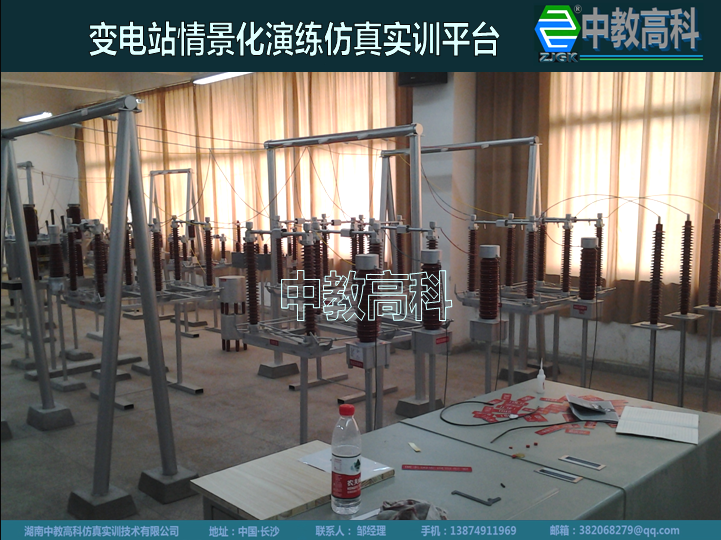 变电站情景化演练仿真实训平台
ZJGK
中教高科
中教高科
农夫
湖南中教高科仿真实训技术有限公司 地址：中国·长沙 联系人：邹经理 手机：13874911969 邮箱：382068279@qq.com